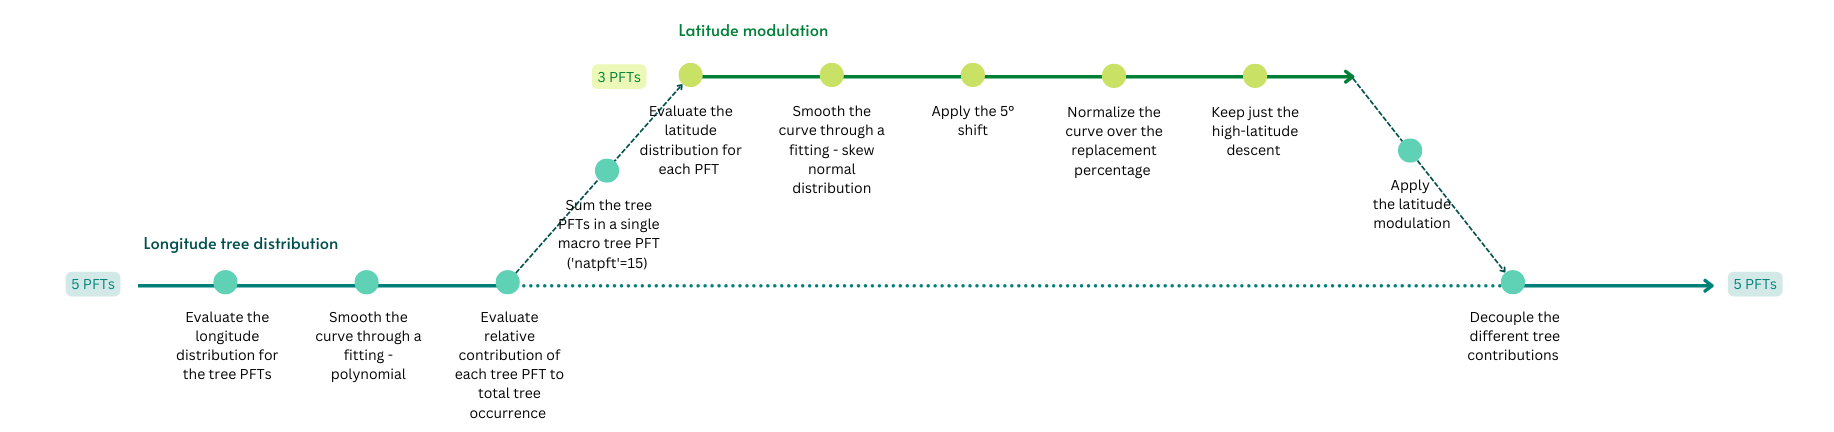 Latitude modulation
3 PFTs
Evaluate the
latitude
distribution for
each PFT
Smooth the
curve through a
fitting - skew
normal
distribution
Apply the 5°
shift
Normalize the
curve over the
replacement
percentage
Keep just the
high-latitude
descent
Sum the tree
PFTs in a single
macro tree PFT
('natpft'=15)
Apply
the latitude
modulation
Longitude tree distribution
5 PFTs
Evaluate the
longitude
distribution for
the tree PFTs
Smooth the
curve through a
fitting -
polynomial
Evaluate
relative
contribution of
each tree PFT to
total tree
occurrence
Decouple the
different tree
contributions
5 PFTs